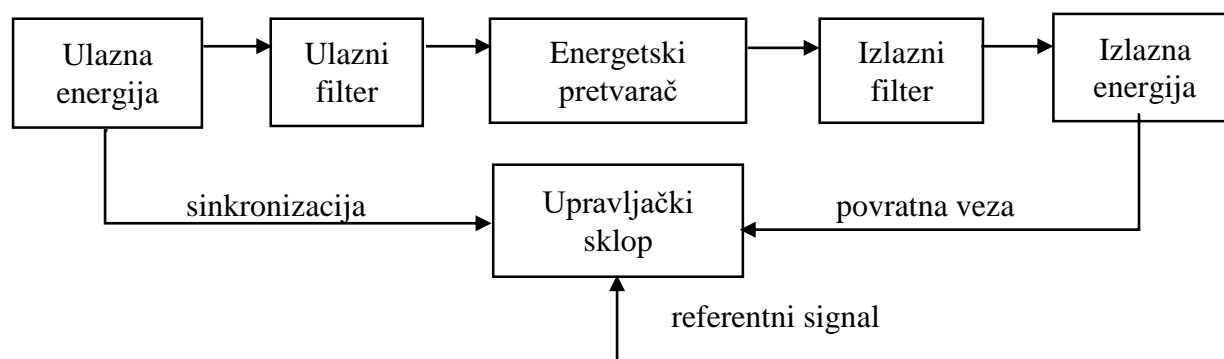 Ulazna
energija
Ulazni
filter
Energetski
pretvarač
Izlazni
filter
Izlazna
energija
sinkronizacija
Upravljački
sklop
povratna veza
referentni signal